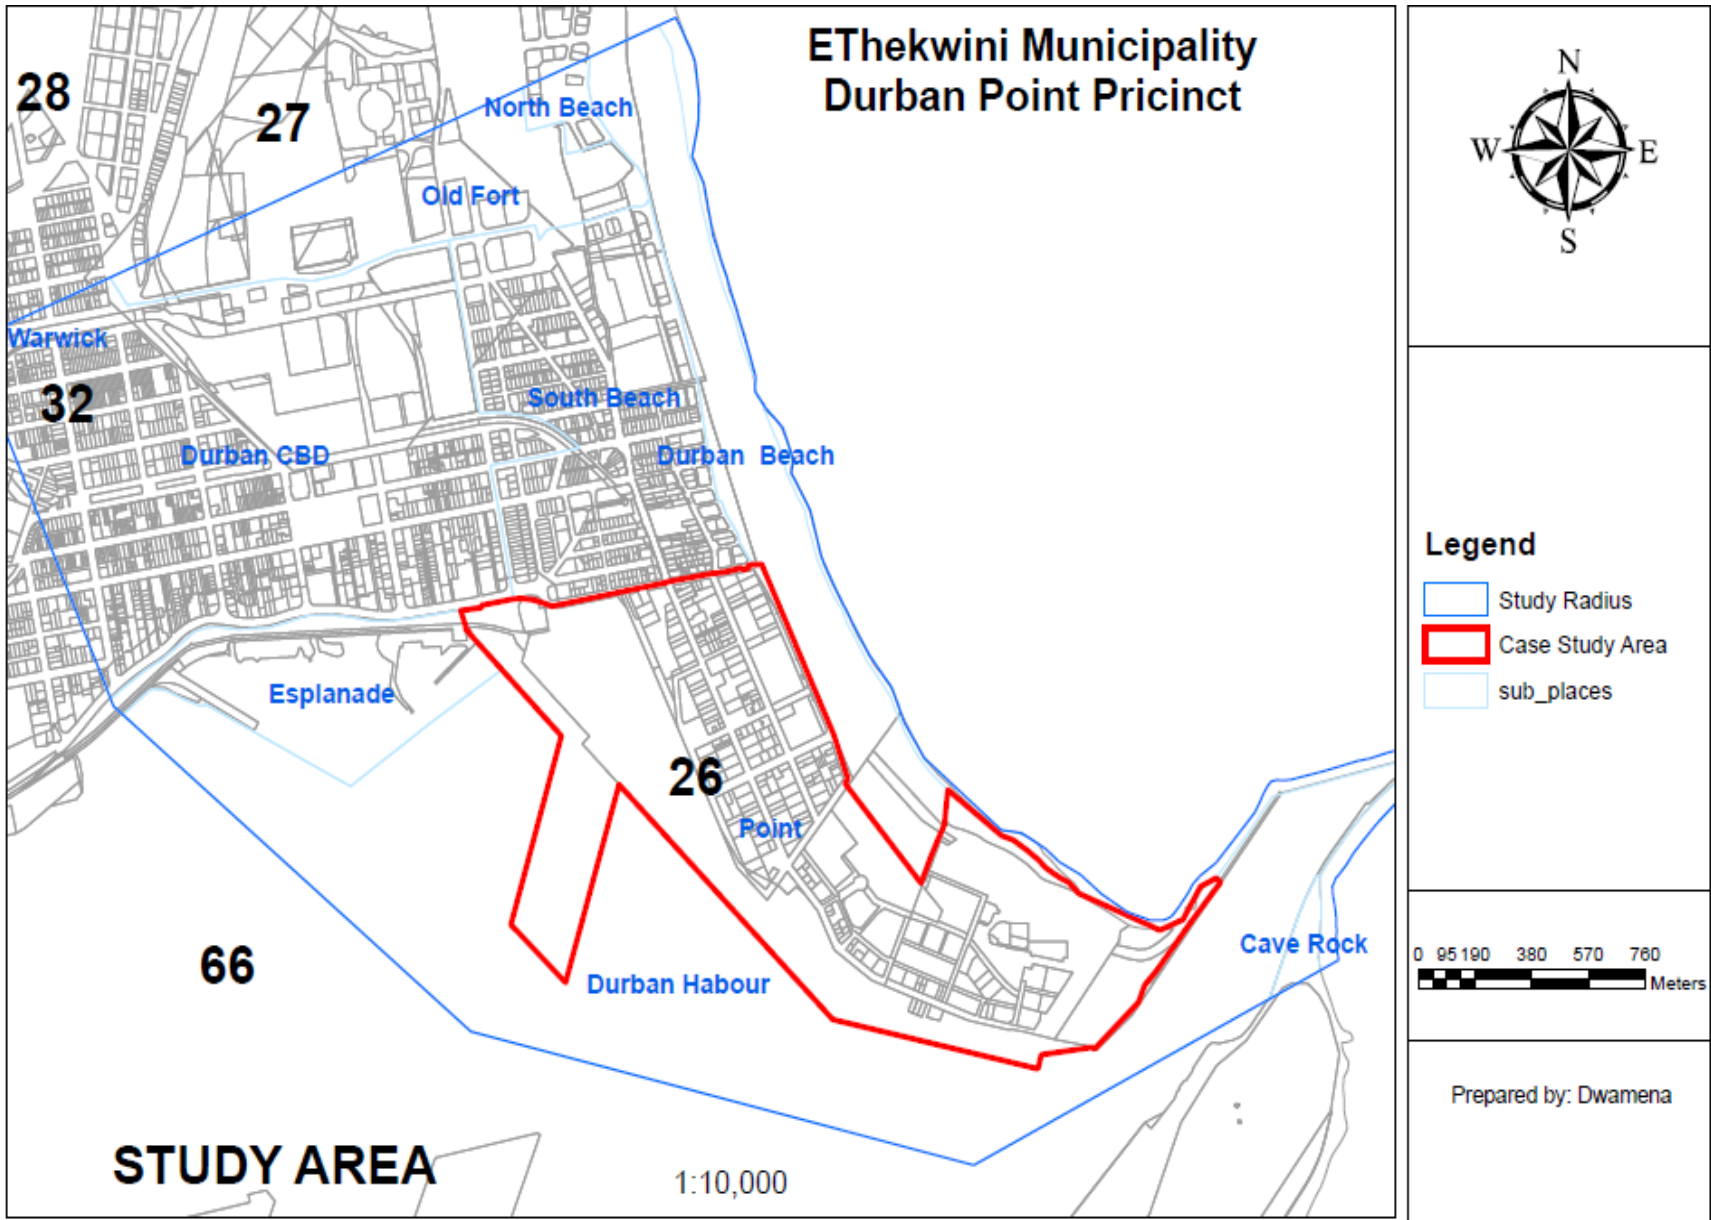 EThekwini Municipality
Durban Point Pricinct
28
27
North Beach
Old Fort
Warwick
32
South Beach
Durban CBD
Durban Beach
Esplanade
26
Point
66
Durban Habour
Cave Rock
STUDY AREA
1:10,000
N
W E
S
Legend
Study Radius
Case Study Area
sub_places
0 95 190 380 570 760
Meters
Prepared by: Dwamena